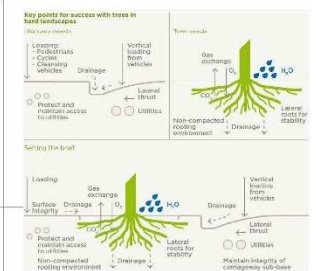 Key points for success with trees in
hard landscapes
Highway needs
Loading:
- Pedestrians
- Cycles
- Cleansing
vehicles
Drainage
Vertical
loading
from
vehicles
Lateral
thrust
Protect and
maintain access
to utilities
Utilities
Trees needs
Gas
exchange
O₂
CO₂
H₂O
Non-compacted
rooting
environment
Drainage
Lateral
roots for
stability
Setting the brief
Loading
Surface
integrity
Drainage
Gas
exchange
O₂
CO₂
H₂O
Protect and
maintain access
to utilities
Non-compacted
rooting environment
Drainage
Lateral
roots for
stability
Drainage
Vertical
loading from
vehicles
Lateral
thrust
Utilities
Maintain integrity of
carriageway sub-base